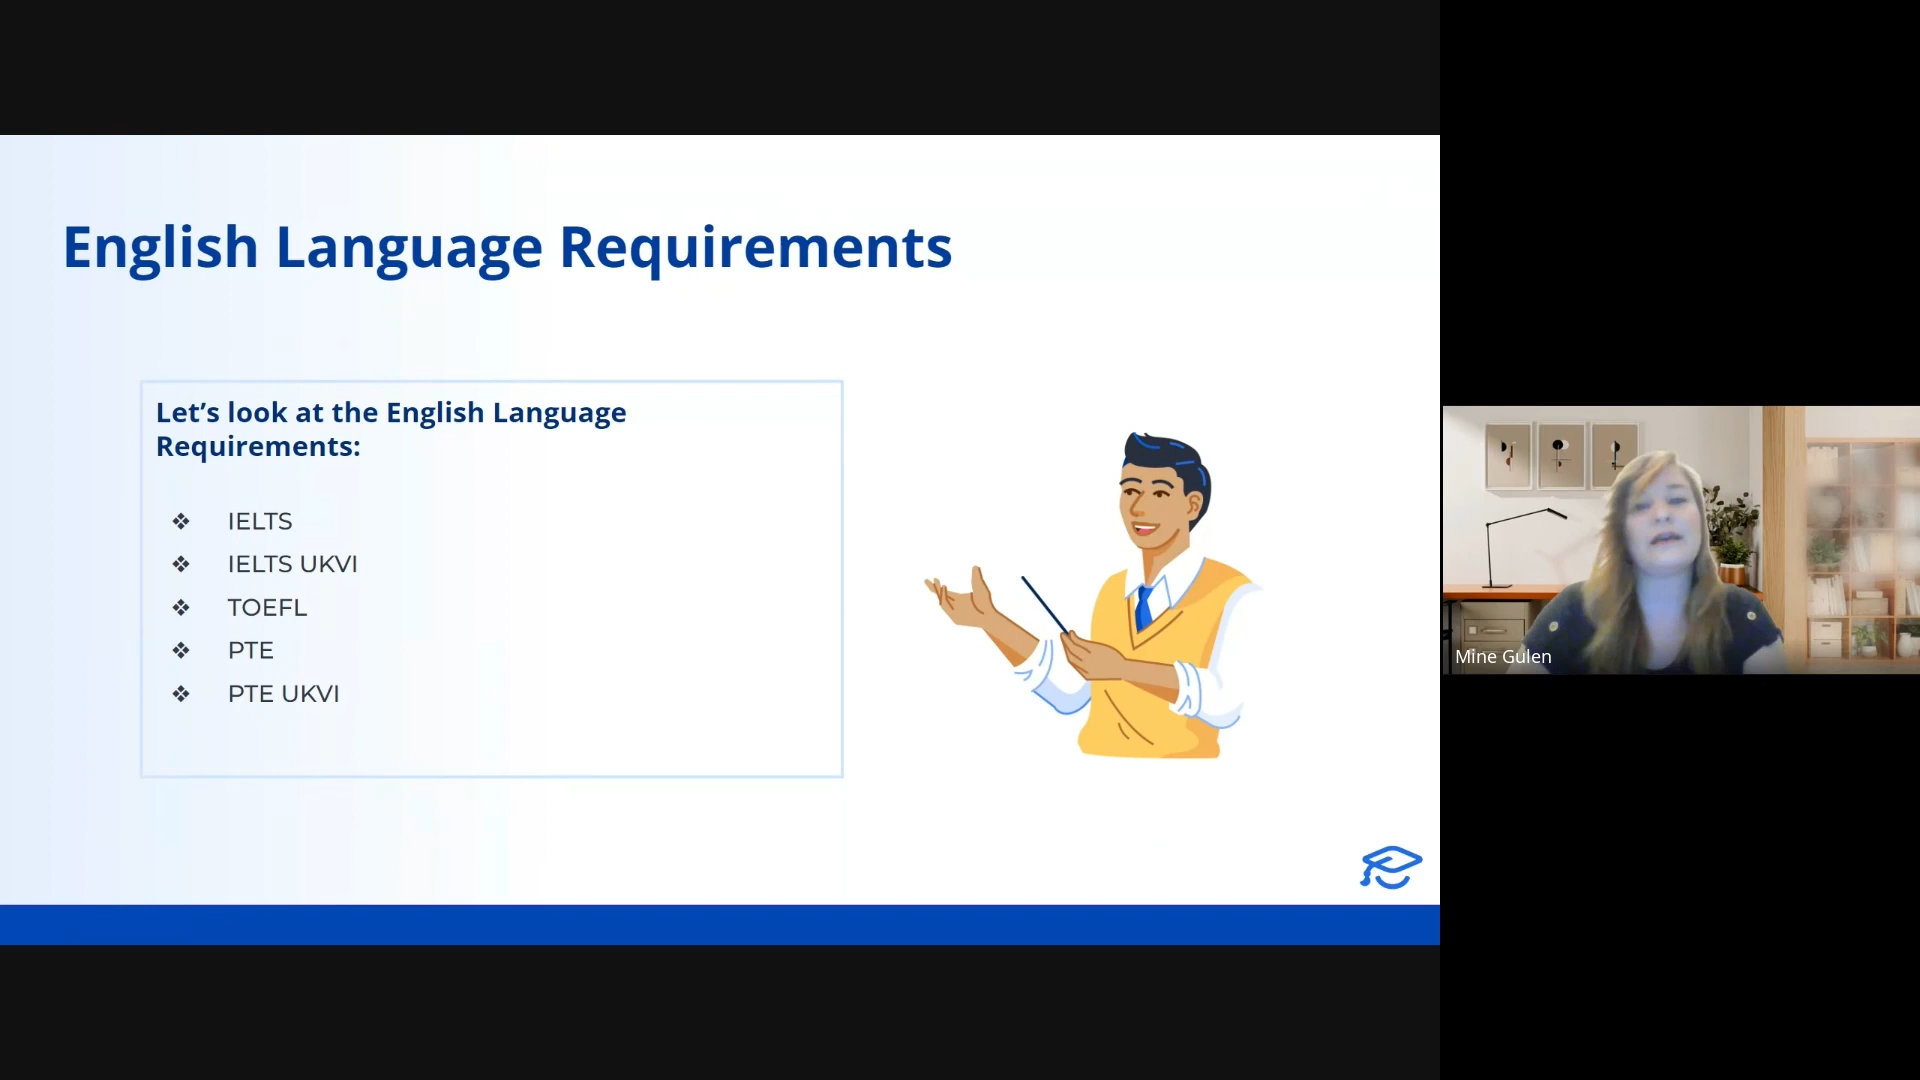 English Language Requirements
Let’s look at the English Language
Requirements:
❖ IELTS
❖ IELTS UKVI
❖ TOEFL
❖ PTE
❖ PTE UKVI
Mine Gulen